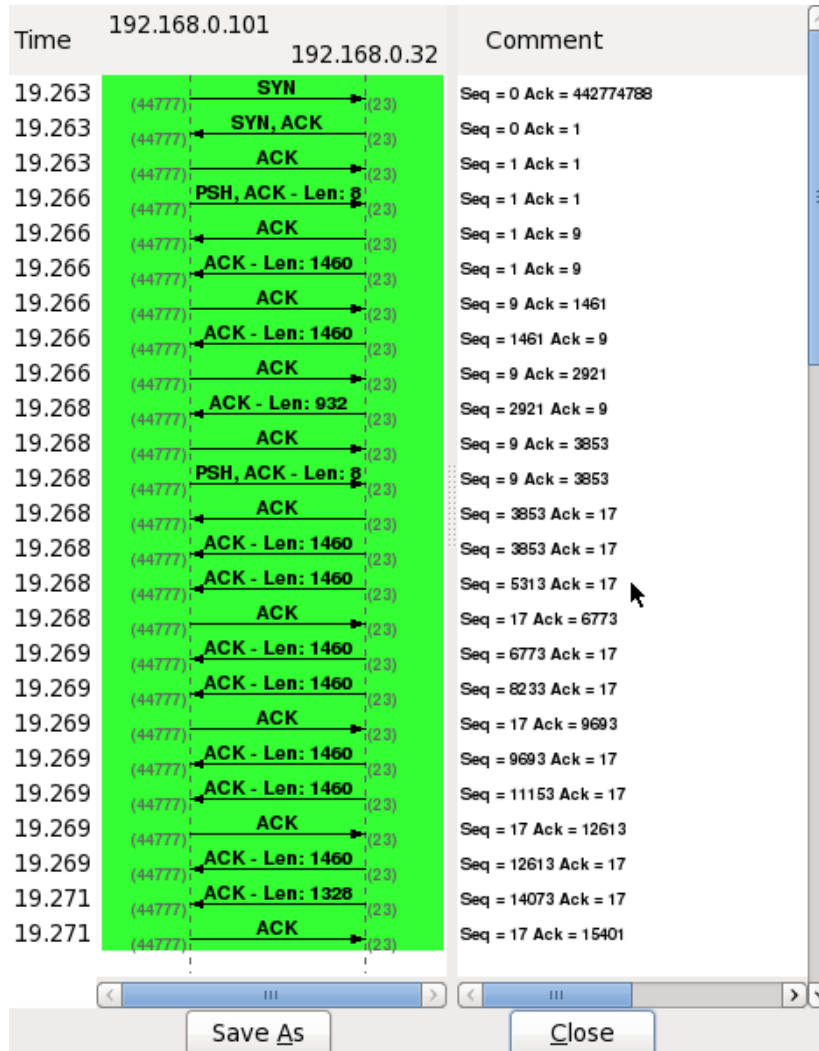 Time 192.168.0.101 192.168.0.32 Comment
19.263 (44777) SYN (23) Seq = 0 Ack = 442774788
19.263 (44777) SYN, ACK (23) Seq = 0 Ack = 1
19.263 (44777) ACK (23) Seq = 1 Ack = 1
19.266 (44777) PSH, ACK - Len: 8 (23) Seq = 1 Ack = 1
19.266 (44777) ACK (23) Seq = 1 Ack = 9
19.266 (44777) ACK - Len: 1460 (23) Seq = 1 Ack = 9
19.266 (44777) ACK (23) Seq = 9 Ack = 1461
19.266 (44777) ACK - Len: 1460 (23) Seq = 1461 Ack = 9
19.266 (44777) ACK (23) Seq = 9 Ack = 2921
19.268 (44777) ACK - Len: 932 (23) Seq = 2921 Ack = 9
19.268 (44777) ACK (23) Seq = 9 Ack = 3853
19.268 (44777) PSH, ACK - Len: 8 (23) Seq = 9 Ack = 3853
19.268 (44777) ACK (23) Seq = 3853 Ack = 17
19.268 (44777) ACK - Len: 1460 (23) Seq = 3853 Ack = 17
19.268 (44777) ACK - Len: 1460 (23) Seq = 5313 Ack = 17
19.268 (44777) ACK (23) Seq = 17 Ack = 6773
19.269 (44777) ACK - Len: 1460 (23) Seq = 6773 Ack = 17
19.269 (44777) ACK - Len: 1460 (23) Seq = 8233 Ack = 17
19.269 (44777) ACK (23) Seq = 17 Ack = 9693
19.269 (44777) ACK - Len: 1460 (23) Seq = 9693 Ack = 17
19.269 (44777) ACK - Len: 1460 (23) Seq = 11153 Ack = 17
19.269 (44777) ACK (23) Seq = 17 Ack = 12613
19.269 (44777) ACK - Len: 1460 (23) Seq = 12613 Ack = 17
19.271 (44777) ACK - Len: 1328 (23) Seq = 14073 Ack = 17
19.271 (44777) ACK (23) Seq = 17 Ack = 15401
Save As Close